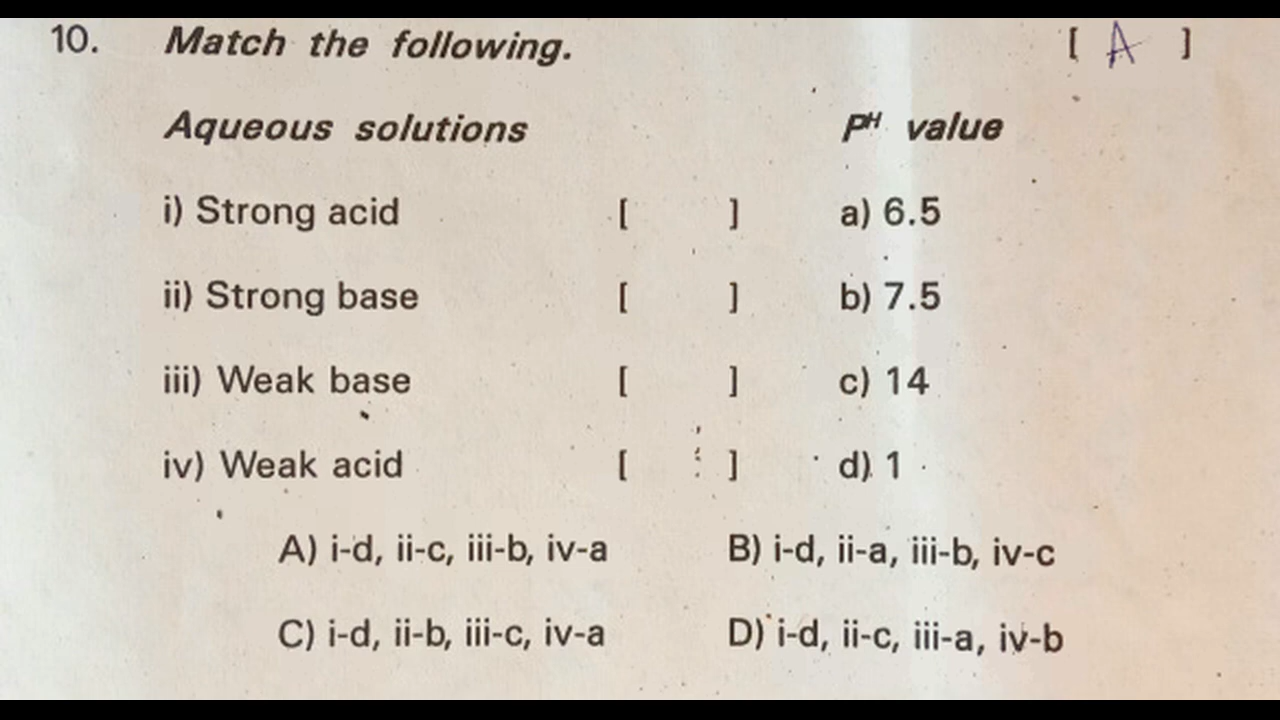 10. Match the following. [ A ]
Aqueous solutions pH value
i) Strong acid [ ] a) 6.5
ii) Strong base [ ] b) 7.5
iii) Weak base [ ] c) 14
iv) Weak acid [ ] d) 1
A) i-d, ii-c, iii-b, iv-a B) i-d, ii-a, iii-b, iv-c
C) i-d, ii-b, iii-c, iv-a D) i-d, ii-c, iii-a, iv-b